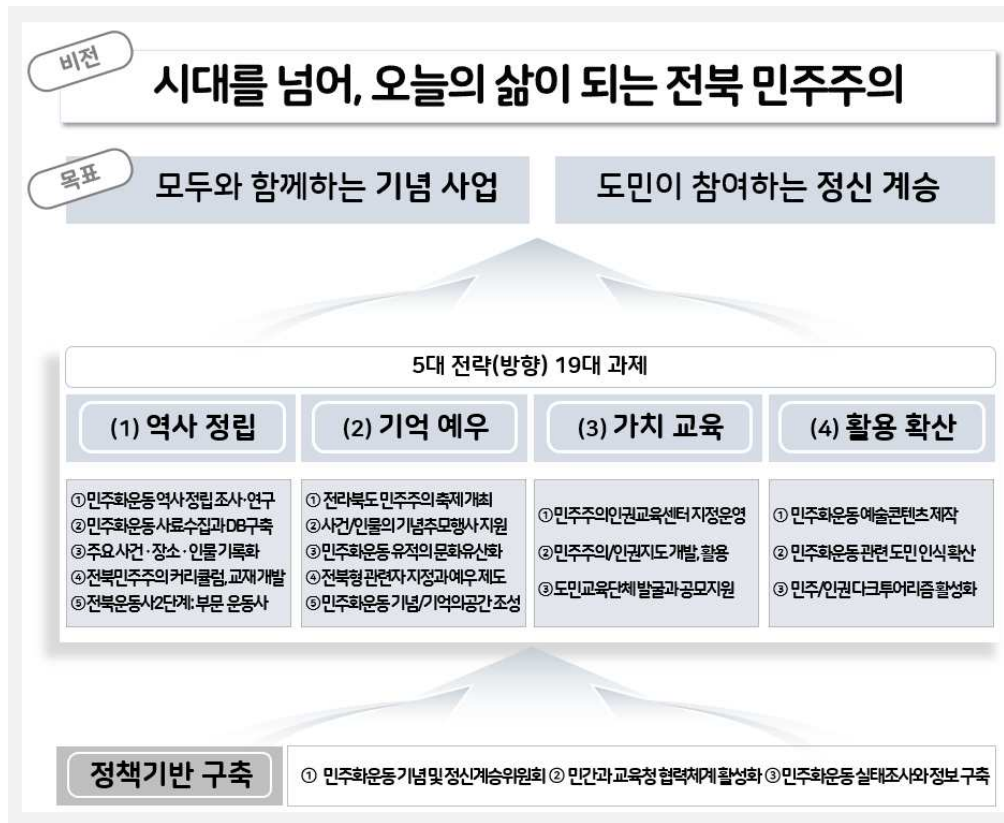 비전
시대를 넘어, 오늘의 삶이 되는 전북 민주주의
목표
모두와 함께하는 기념 사업
도민이 참여하는 정신 계승
5대 전략(방향) 19대 과제
(1) 역사 정립
①민주화운동 역사 정립 조사·연구
②민주화운동 사료수집과 DB구축
③주요 사건·장소·인물 기록화
④전북민주주의 커리큘럼, 교재 개발
⑤전북운동사2단계: 부문 운동사
(2) 기억 예우
① 전라북도 민주주의 축제 개최
②사건/인물의 기념추모행사 지원
③민주화운동 유적의 문화유산화
④전북형 관련자 지정과 예우 제도
⑤민주화운동 기념/기억의공간 조성
(3) 가치 교육
①민주주의인권교육센터 지정운영
②민주주의/인권지도 개발, 활용
③도민교육단체 발굴과 공모지원
(4) 활용 확산
① 민주화운동 예술콘텐츠 제작
② 민주화운동 관련 도민 인식 확산
③ 민주/인권 다크투어리즘 활성화
정책기반 구축
① 민주화운동 기념 및 정신계승위원회 ② 민간과 교육청 협력체계 활성화 ③ 민주화운동 실태조사와 정보 구축